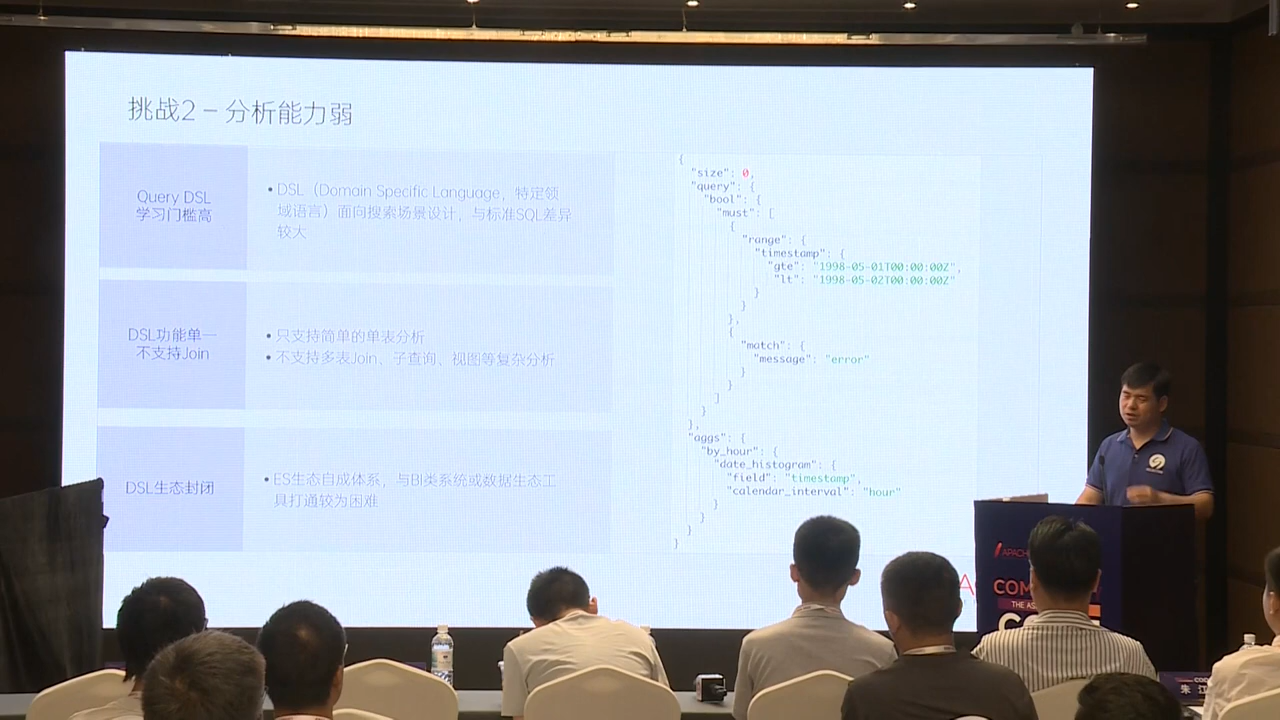 挑战2 – 分析能力弱
Query DSL
学习门槛高
• DSL（Domain Specific Language，特定领
域语言）面向搜索场景设计，与标准SQL差异
较大
DSL功能单一
不支持Join
• 只支持简单的单表分析
• 不支持多表Join、子查询、视图等复杂分析
DSL生态封闭
• ES生态自成体系，与BI类系统或数据生态工
具打通较为困难
{
"size": 0,
"query": {
"bool": {
"must": [
{
"range": {
"timestamp": {
"gte": "1998-05-01T00:00:00Z",
"lt": "1998-05-02T00:00:00Z"
}
}
},
{
"match": {
"message": "error"
}
}
]
}
},
"aggs": {
"by_hour": {
"date_histogram": {
"field": "timestamp",
"calendar_interval": "hour"
}
}
}
}
APACHE
COM
THE AS
朱 江